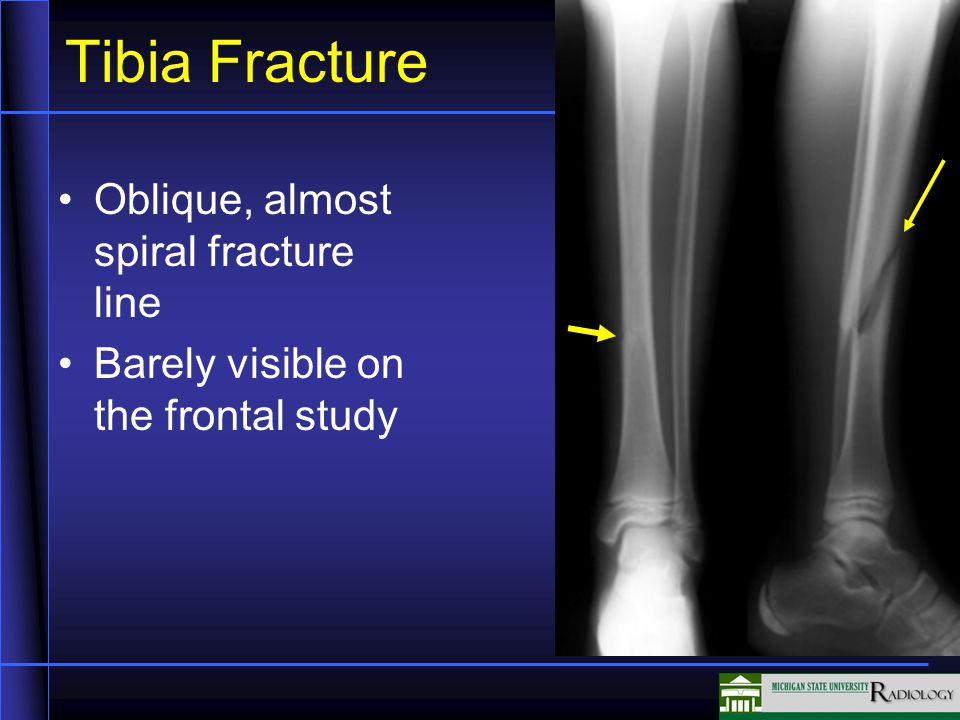 Tibia Fracture
• Oblique, almost
spiral fracture
line
• Barely visible on
the frontal study
MICHIGAN STATE UNIVERSITY RADIOLOGY